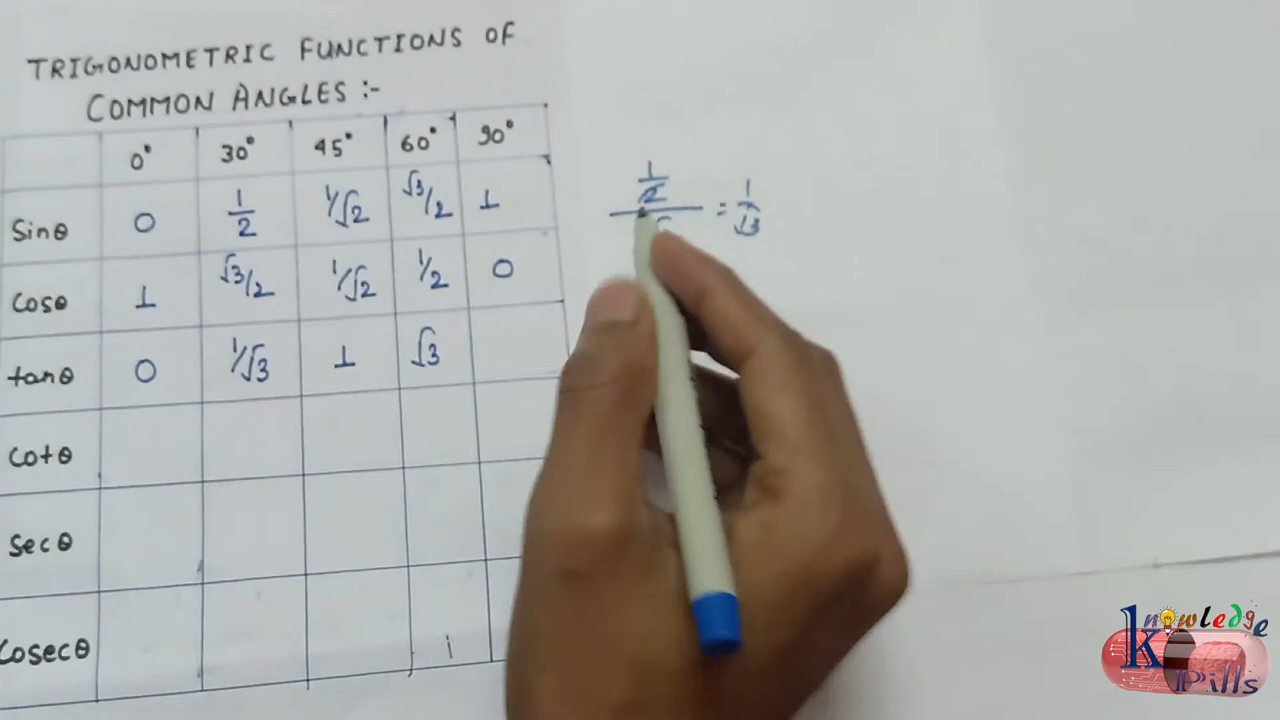 TRIGONOMETRIC FUNCTIONS OF
COMMON ANGLES :-
0° 30° 45° 60° 90°
Sinθ 0 1/2 1/√2 √3/2 1
Cosθ 1 √3/2 1/√2 1/2 0
tanθ 0 1/√3 1 √3
Cotθ
Secθ
Cosecθ
1/2
= 1/√3
Knowledge
Pills